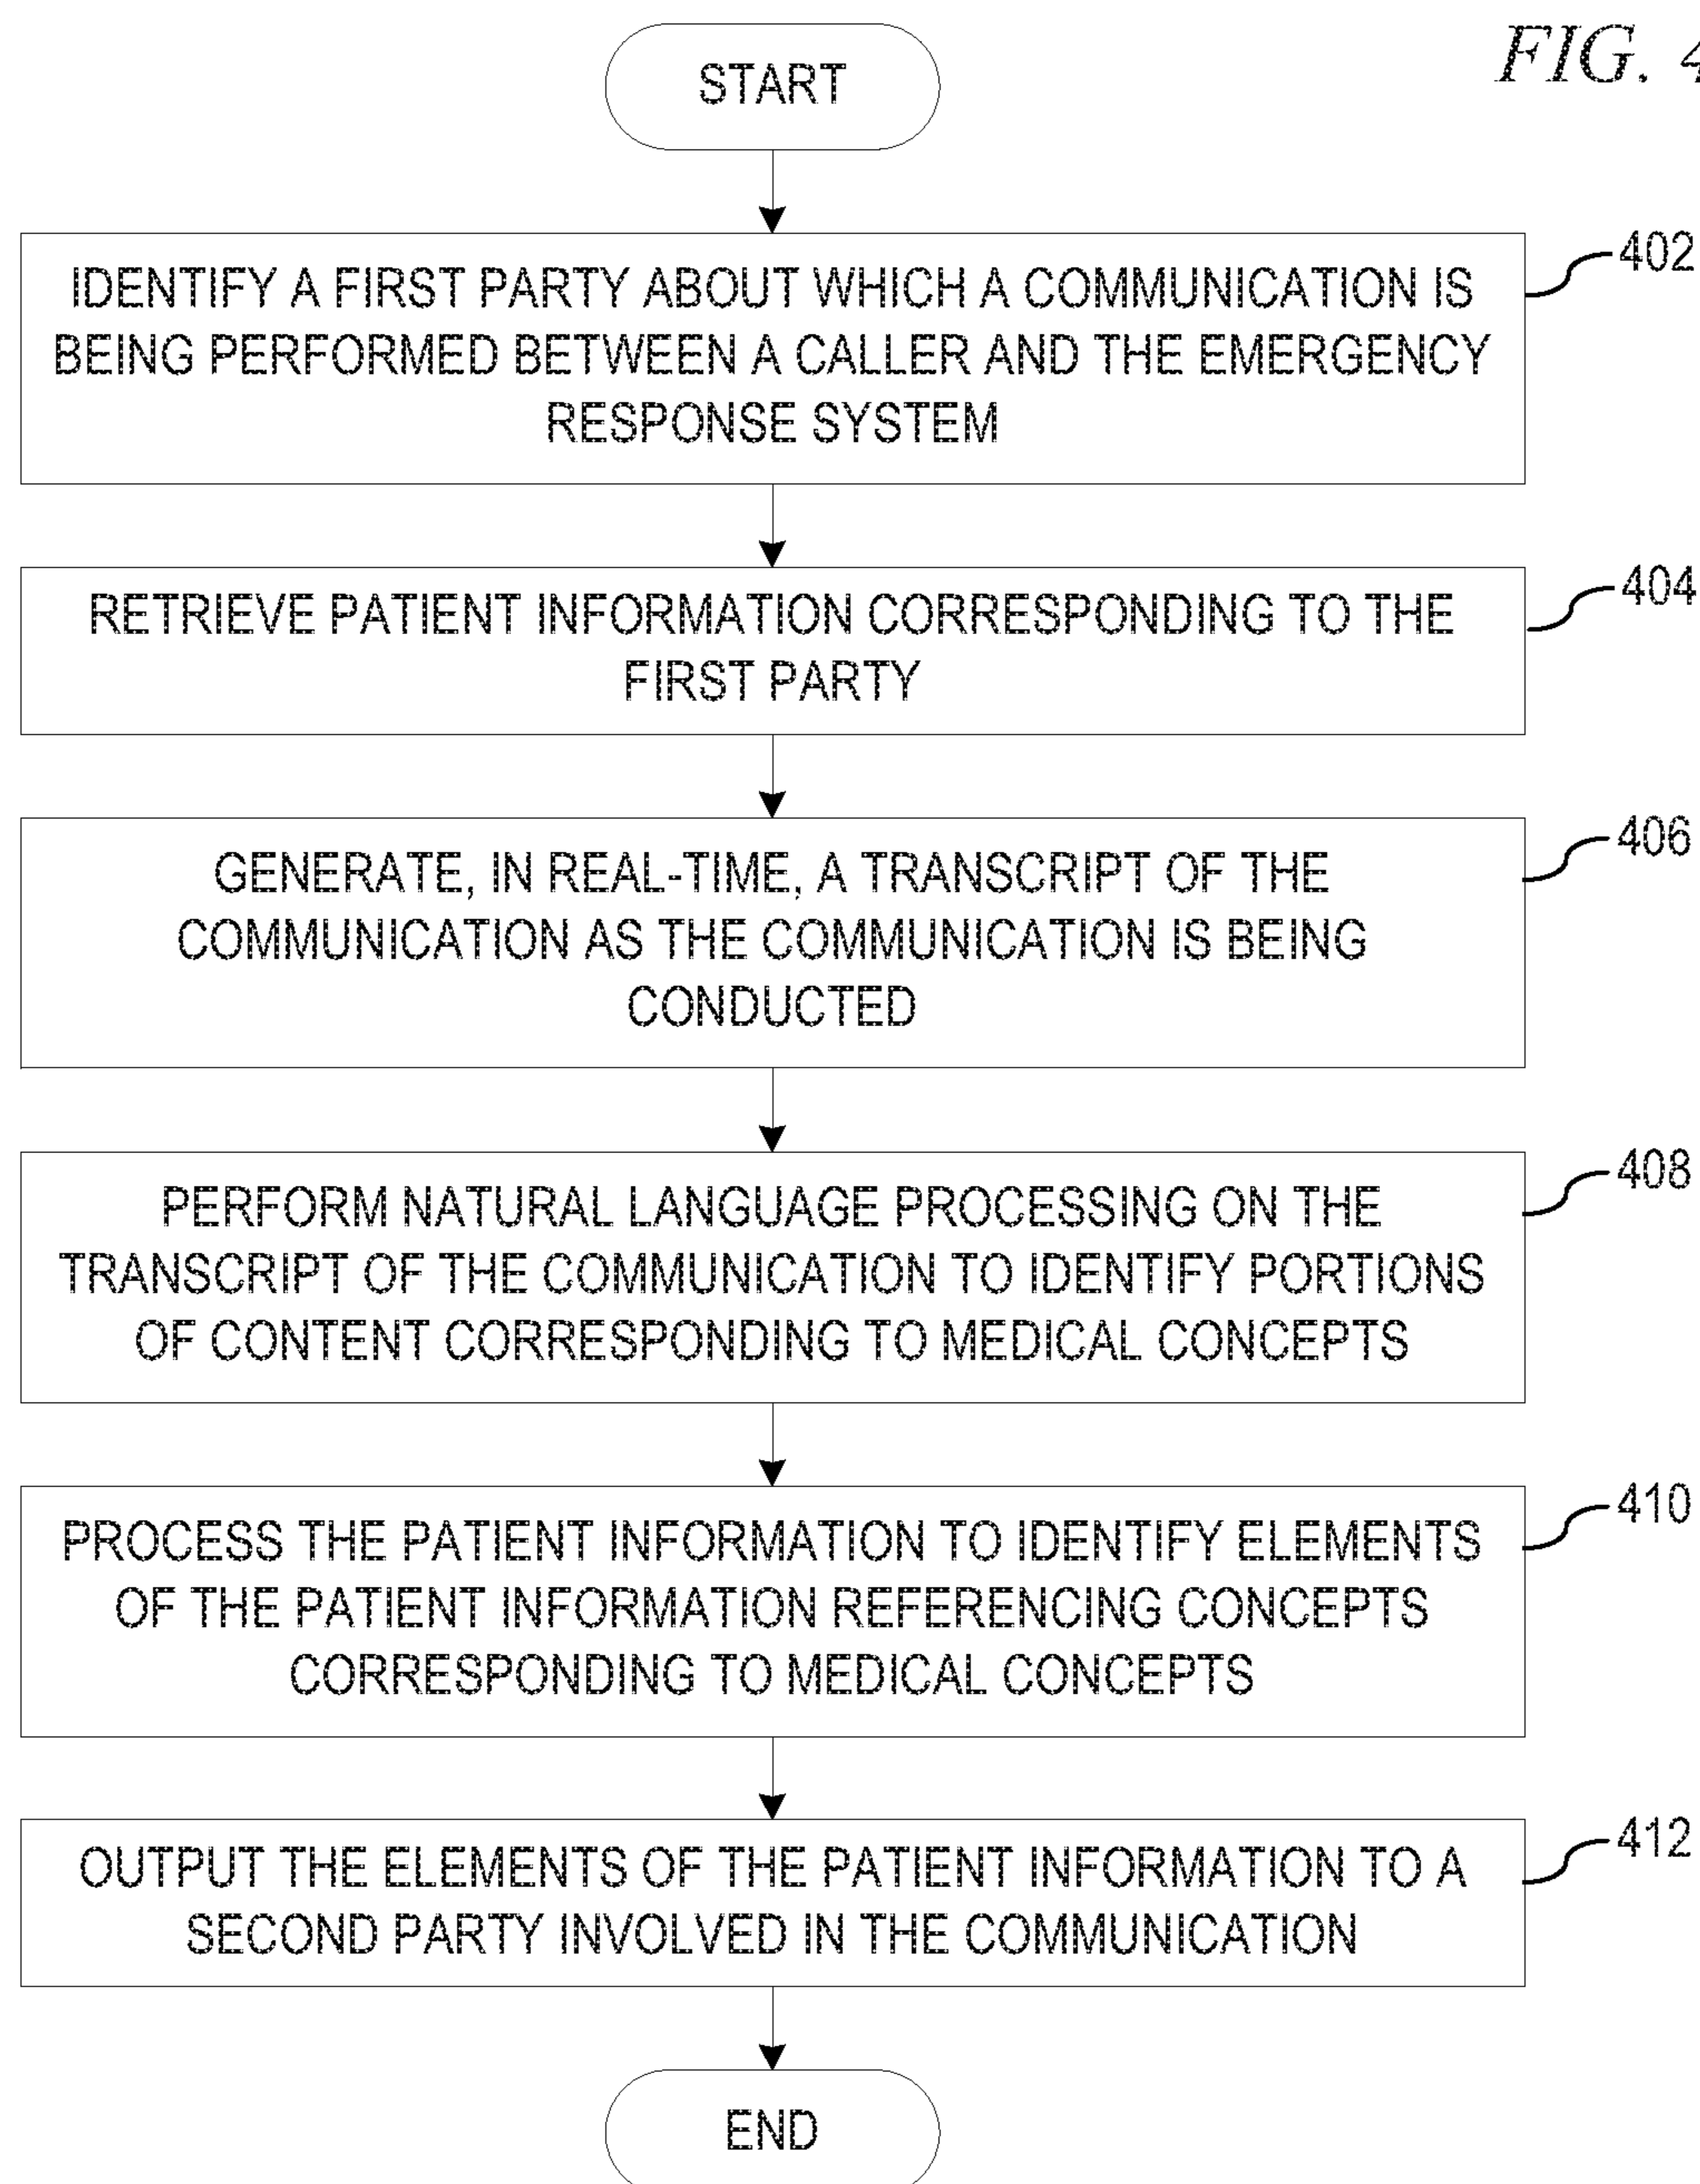 FIG. 4
START
402
IDENTIFY A FIRST PARTY ABOUT WHICH A COMMUNICATION IS
BEING PERFORMED BETWEEN A CALLER AND THE EMERGENCY
RESPONSE SYSTEM
404
RETRIEVE PATIENT INFORMATION CORRESPONDING TO THE
FIRST PARTY
406
GENERATE, IN REAL-TIME, A TRANSCRIPT OF THE
COMMUNICATION AS THE COMMUNICATION IS BEING
CONDUCTED
408
PERFORM NATURAL LANGUAGE PROCESSING ON THE
TRANSCRIPT OF THE COMMUNICATION TO IDENTIFY PORTIONS
OF CONTENT CORRESPONDING TO MEDICAL CONCEPTS
410
PROCESS THE PATIENT INFORMATION TO IDENTIFY ELEMENTS
OF THE PATIENT INFORMATION REFERENCING CONCEPTS
CORRESPONDING TO MEDICAL CONCEPTS
412
OUTPUT THE ELEMENTS OF THE PATIENT INFORMATION TO A
SECOND PARTY INVOLVED IN THE COMMUNICATION
END